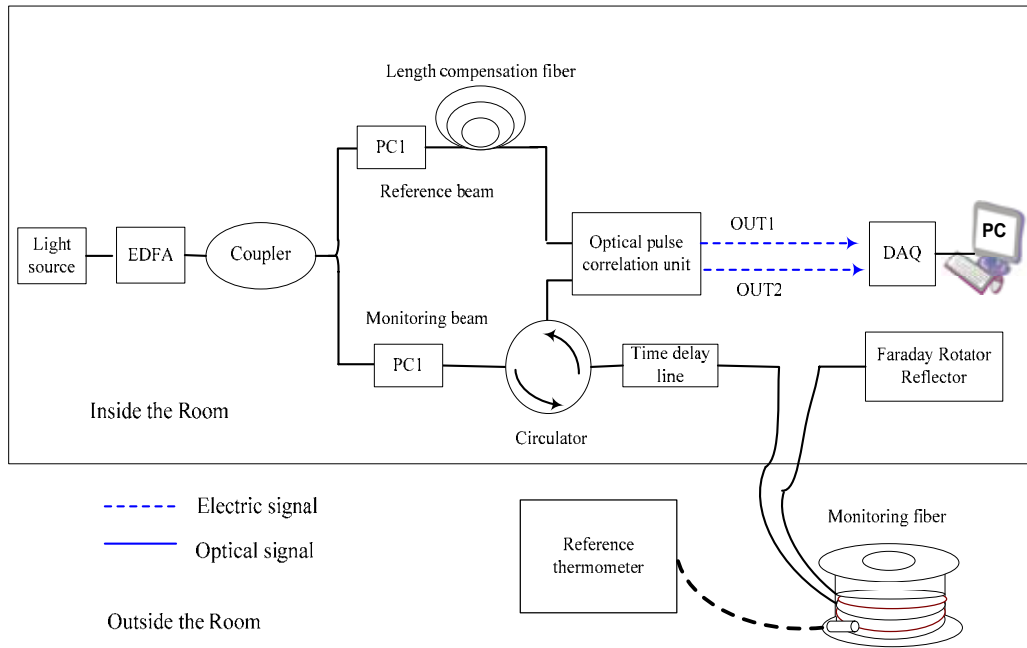 Length compensation fiber
PC1
Reference beam
Light
source
EDFA
Coupler
Optical pulse
correlation unit
OUT1
OUT2
DAQ
PC
Monitoring beam
PC1
Circulator
Time delay
line
Faraday Rotator
Reflector
Inside the Room
Electric signal
Optical signal
Outside the Room
Reference
thermometer
Monitoring fiber